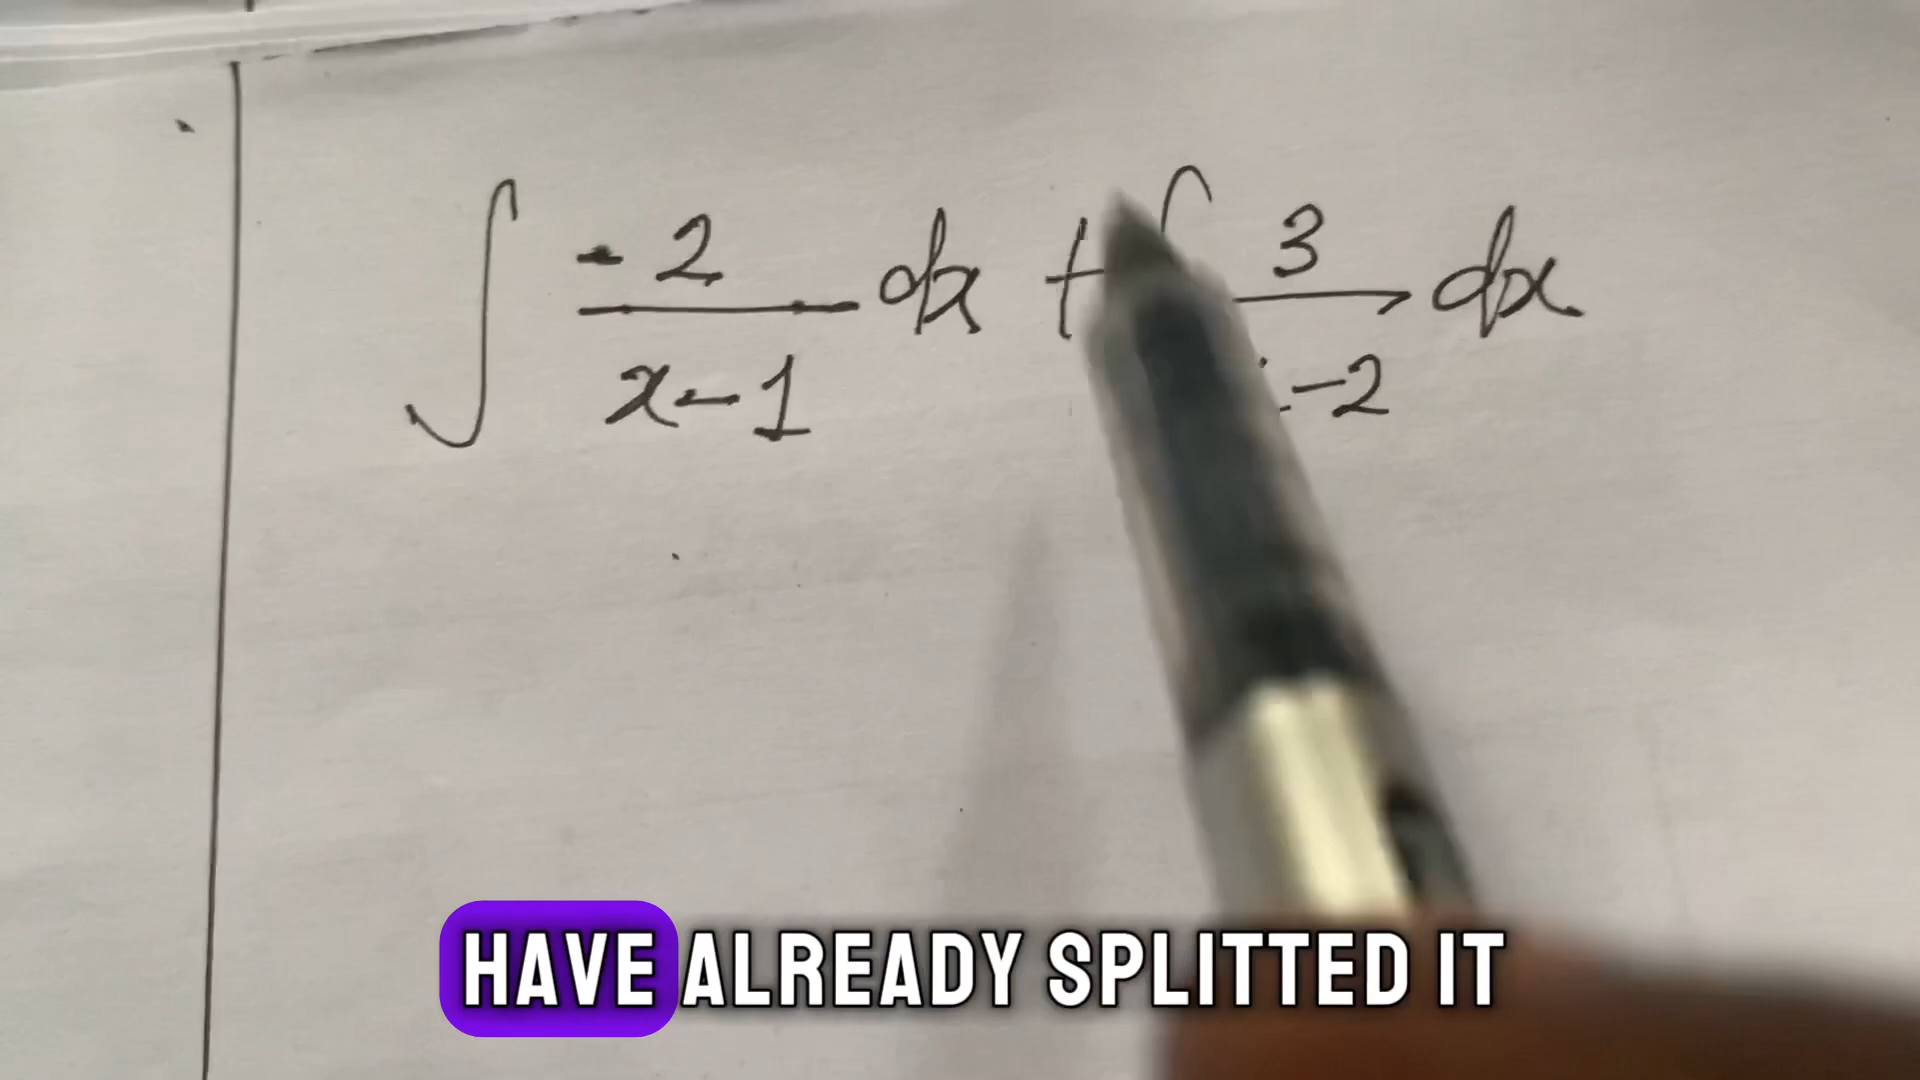 ∫ -2/x-1 dx + ∫ 3/-2 dx
HAVE ALREADY SPLITTED IT